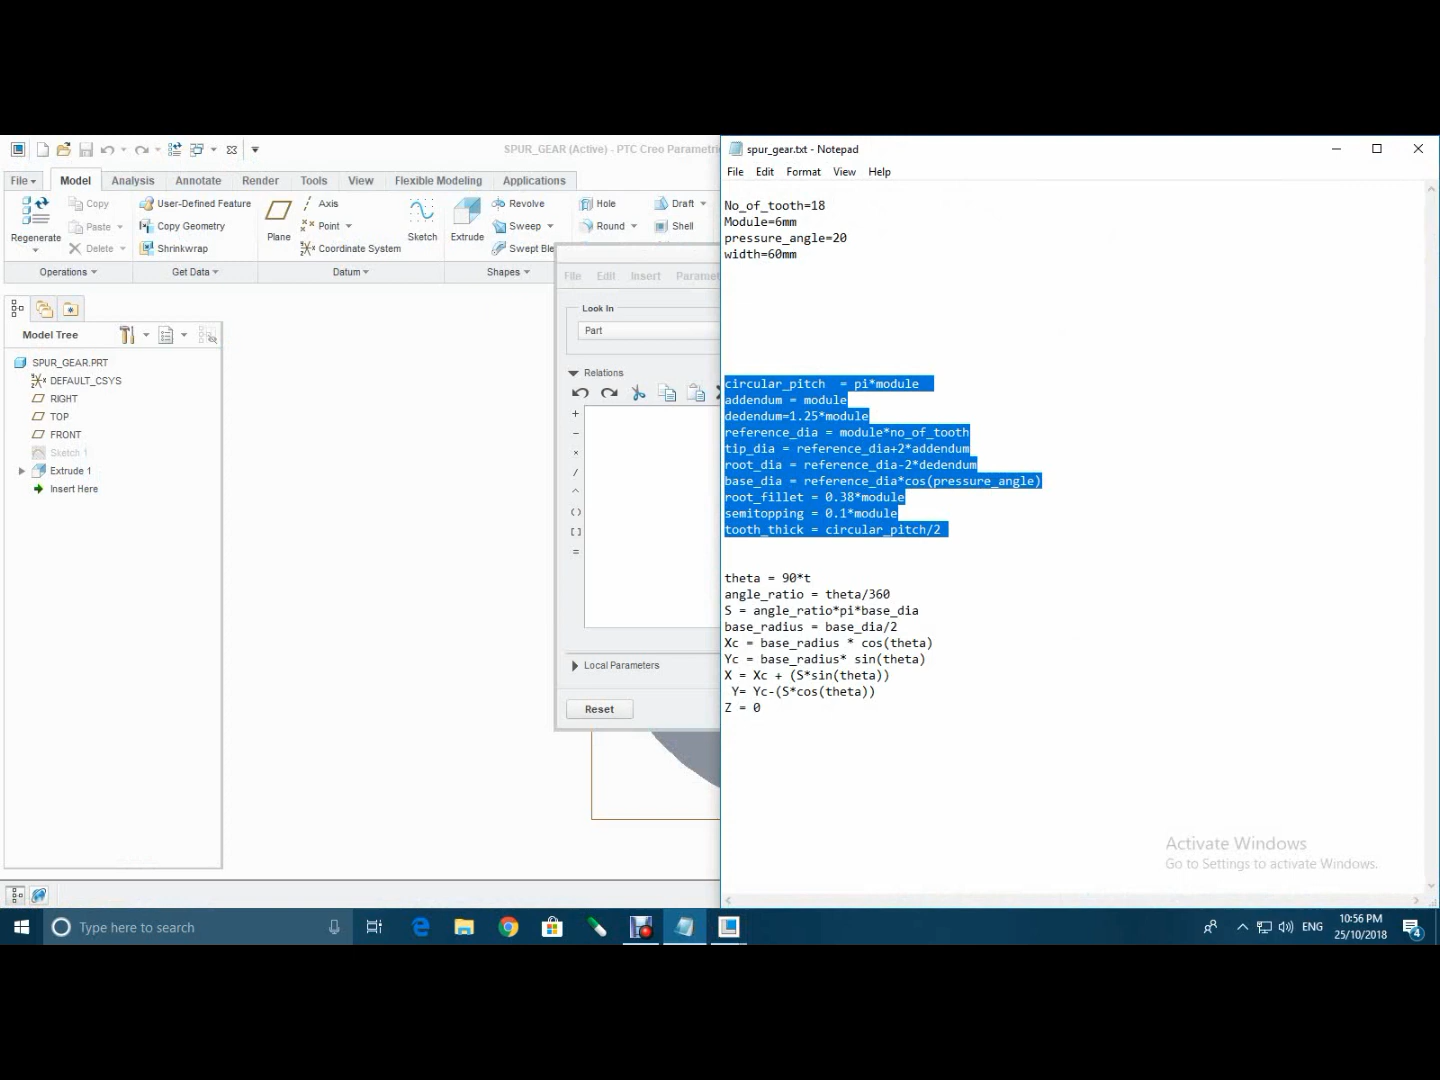 SPUR_GEAR (Active) - PTC Creo Parametric
File
Model
Analysis
Annotate
Render
Tools
View
Flexible Modeling
Applications
Regenerate
Copy
Paste
Delete
User-Defined Feature
Copy Geometry
Shrinkwrap
Plane
Axis
Point
Coordinate System
Sketch
Extrude
Revolve
Sweep
Swept Ble
Hole
Round
Draft
Shell
Operations
Get Data
Datum
Shapes
Model Tree
SPUR_GEAR.PRT
DEFAULT_CSYS
RIGHT
TOP
FRONT
Sketch 1
Extrude 1
Insert Here
File Edit Insert Parame
Look In
Part
Relations
+
-
×
/
^
( )
[ ]
=
Local Parameters
Reset
spur_gear.txt - Notepad
File Edit Format View Help
No_of_tooth=18
Module=6mm
pressure_angle=20
width=60mm
circular_pitch  = pi*module
addendum = module
dedendum=1.25*module
reference_dia = module*no_of_tooth
tip_dia = reference_dia+2*addendum
root_dia = reference_dia-2*dedendum
base_dia = reference_dia*cos(pressure_angle)
root_fillet = 0.38*module
semitopping = 0.1*module
tooth_thick = circular_pitch/2
theta = 90*t
angle_ratio = theta/360
S = angle_ratio*pi*base_dia
base_radius = base_dia/2
Xc = base_radius * cos(theta)
Yc = base_radius* sin(theta)
X = Xc + (S*sin(theta))
Y= Yc-(S*cos(theta))
Z = 0
Activate Windows
Go to Settings to activate Windows.
Type here to search
ENG
10:56 PM
25/10/2018
4